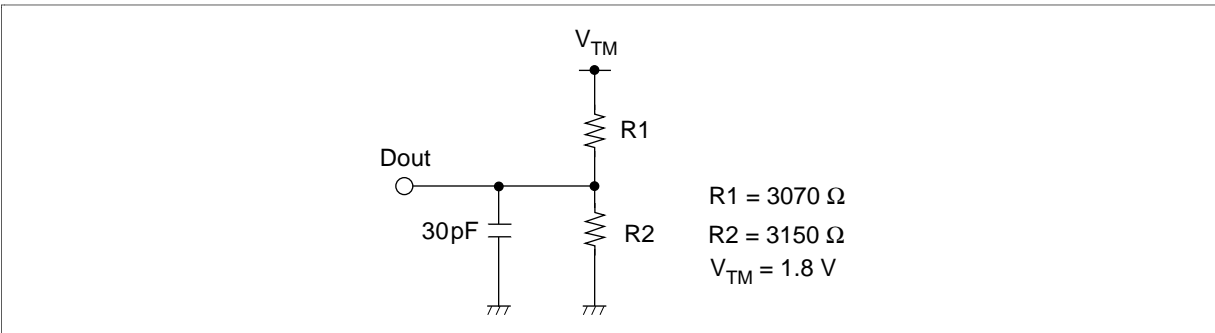 V_TM
R1
Dout
R1 = 3070 Ω
30pF
R2
R2 = 3150 Ω
V_TM = 1.8 V